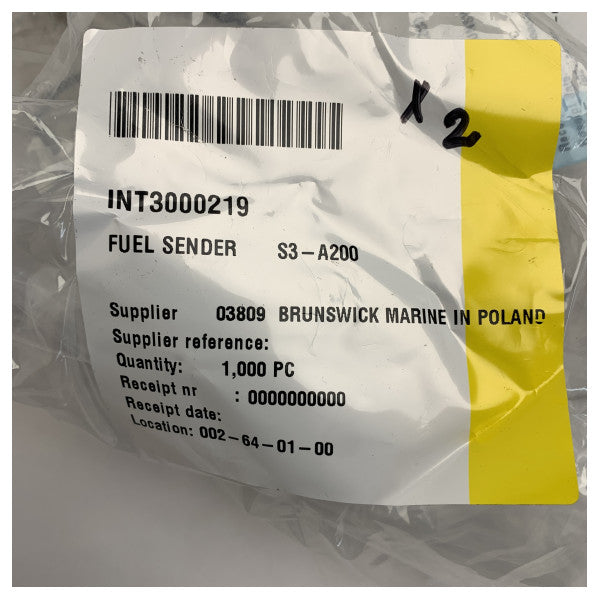 x 2
INT3000219
FUEL SENDER S3-A200
Supplier 03809 BRUNSWICK MARINE IN POLAND
Supplier reference:
Quantity: 1,000 PC
Receipt nr : 0000000000
Receipt date:
Location: 002-64-01-00